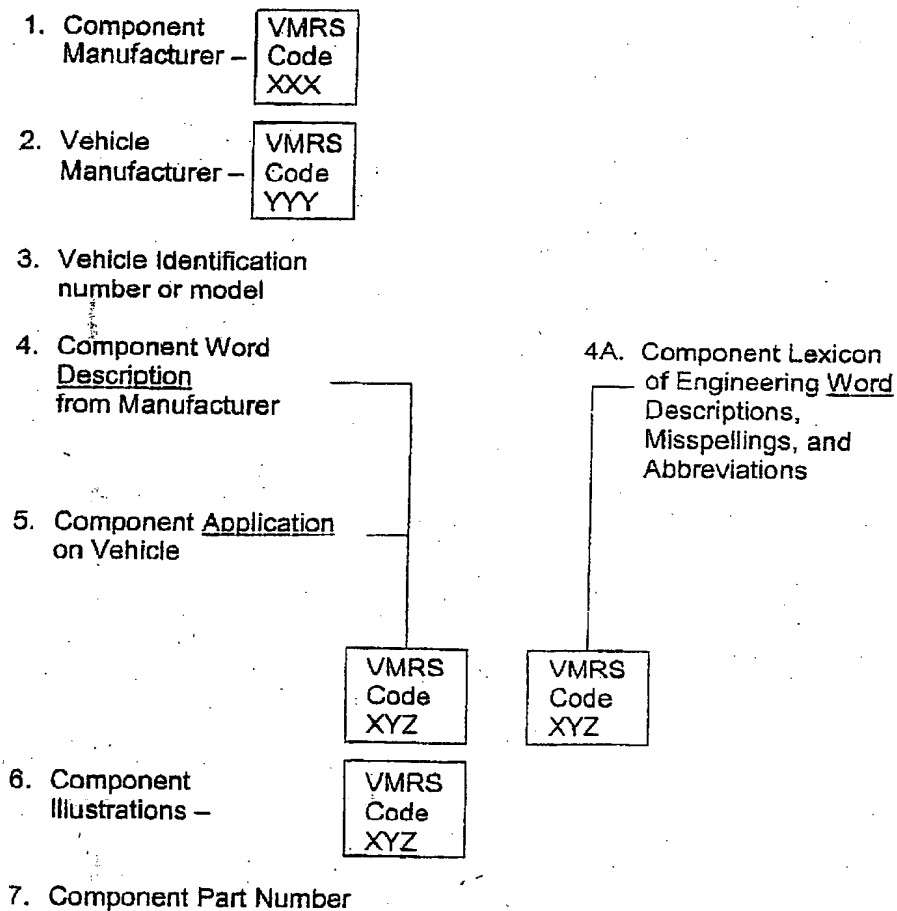 1. Component
Manufacturer –
VMRS
Code
XXX
2. Vehicle
Manufacturer –
VMRS
Code
YYY
3. Vehicle Identification
number or model
4. Component Word
Description
from Manufacturer
4A. Component Lexicon
of Engineering Word
Descriptions,
Misspellings, and
Abbreviations
5. Component Application
on Vehicle
VMRS
Code
XYZ
VMRS
Code
XYZ
6. Component
Illustrations –
VMRS
Code
XYZ
7. Component Part Number